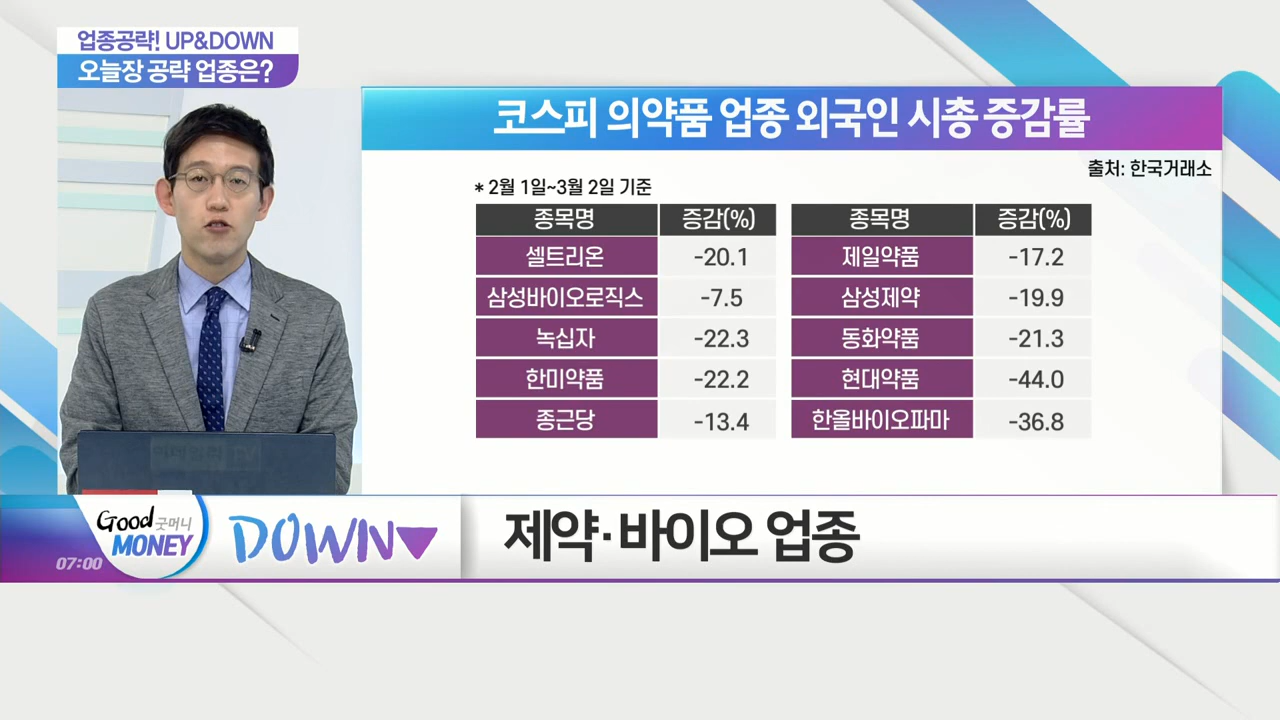 업종공략! UP&DOWN
오늘장 공략 업종은?
코스피 의약품 업종 외국인 시총 증감률
출처: 한국거래소
* 2월 1일~3월 2일 기준
종목명 증감(%) 종목명 증감(%)
셀트리온 -20.1 제일약품 -17.2
삼성바이오로직스 -7.5 삼성제약 -19.9
녹십자 -22.3 동화약품 -21.3
한미약품 -22.2 현대약품 -44.0
종근당 -13.4 한올바이오파마 -36.8
Good 굿머니
MONEY
07:00
DOWN▼
제약·바이오 업종